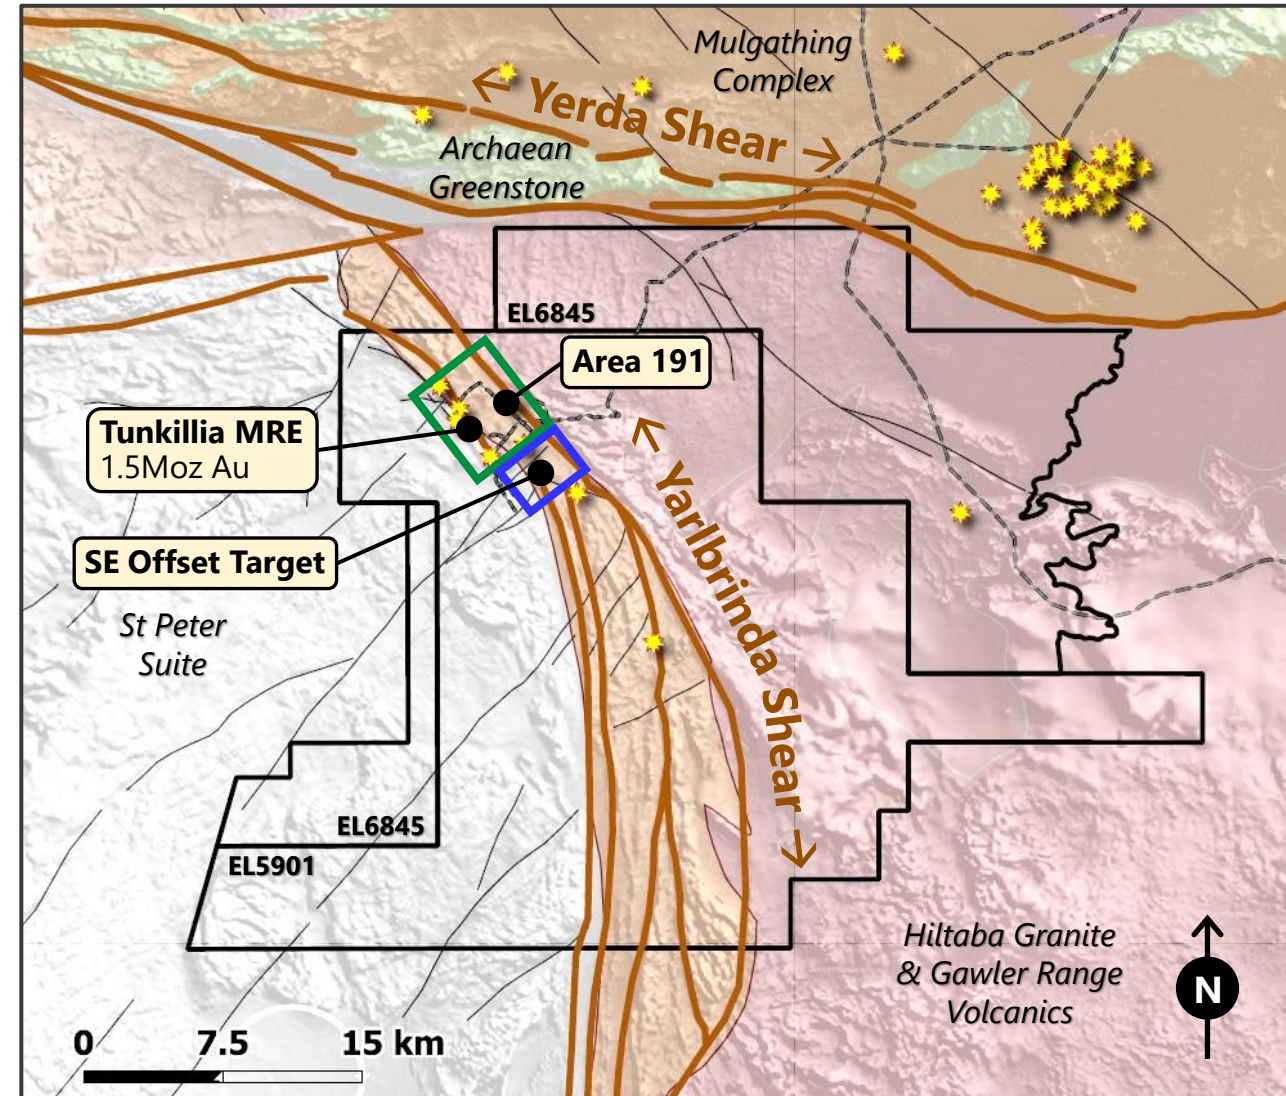 Mulgathing
Complex
← Yerda Shear →
Archaean
Greenstone
EL6845
Area 191
Tunkillia MRE
1.5Moz Au
← Yarlbrinda Shear →
SE Offset Target
St Peter
Suite
EL6845
EL5901
Hiltaba Granite
& Gawler Range
Volcanics
N
0 7.5 15 km